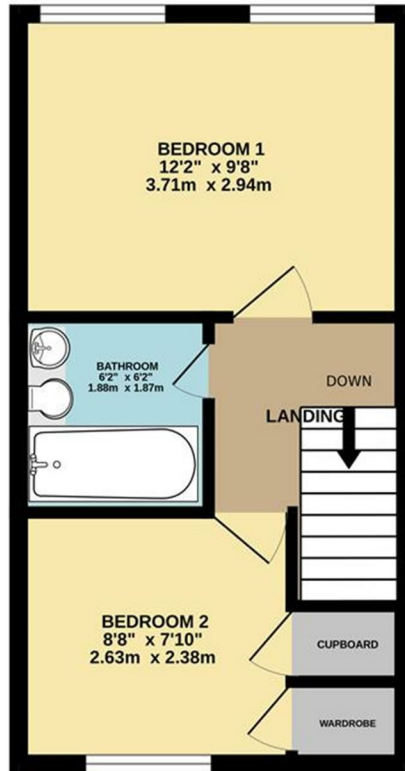 BEDROOM 1
12'2" x 9'8"
3.71m x 2.94m
BATHROOM
6'2" x 6'2"
1.88m x 1.87m
DOWN
LANDING
BEDROOM 2
8'8" x 7'10"
2.63m x 2.38m
CUPBOARD
WARDROBE